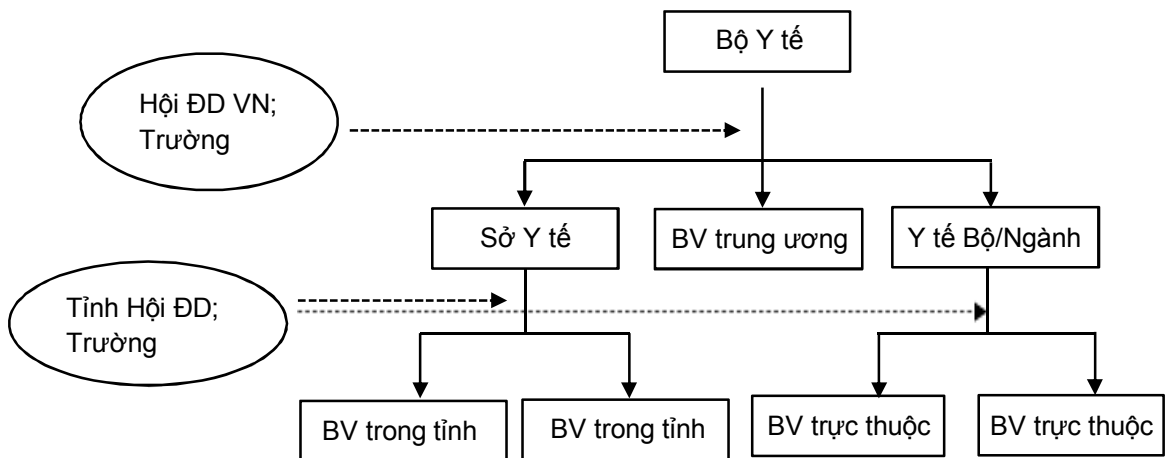 Bộ Y tế
Hội ĐD VN;
Trường
Sở Y tế
BV trung ương
Y tế Bộ/Ngành
Tỉnh Hội ĐD;
Trường
BV trong tỉnh
BV trong tỉnh
BV trực thuộc
BV trực thuộc